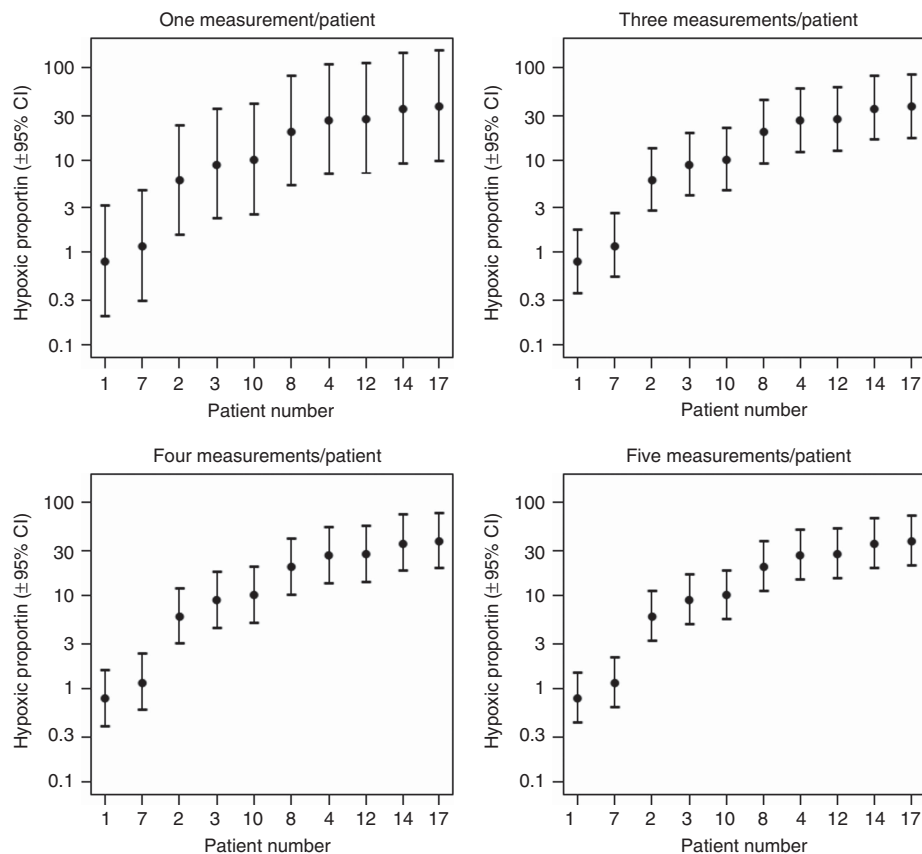 One measurement/patient
Hypoxic proportin (±95% CI)
100
30
10
3
1
0.3
0.1
1 7 2 3 10 8 4 12 14 17
Patient number
Three measurements/patient
Hypoxic proportin (±95% CI)
100
30
10
3
1
0.3
0.1
1 7 2 3 10 8 4 12 14 17
Patient number
Four measurements/patient
Hypoxic proportin (±95% CI)
100
30
10
3
1
0.3
0.1
1 7 2 3 10 8 4 12 14 17
Patient number
Five measurements/patient
Hypoxic proportin (±95% CI)
100
30
10
3
1
0.3
0.1
1 7 2 3 10 8 4 12 14 17
Patient number